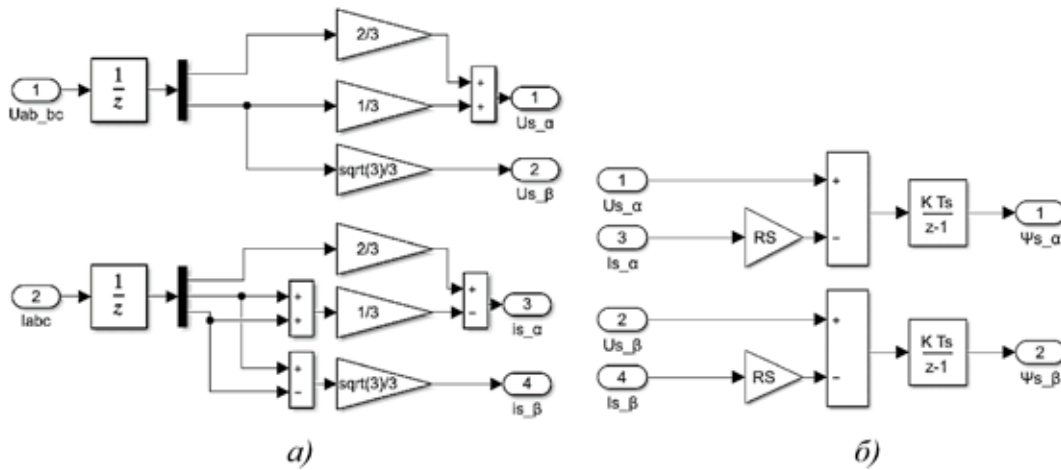 2/3
1
z
1
Uab_bc
1/3
+
+
1
Us_α
sqrt(3)/3
2
Us_β
2/3
1
z
2
Iabc
+
+
1/3
+
−
3
is_α
+
−
sqrt(3)/3
4
is_β
а)
1
Us_α
+
3
Is_α
RS
−
K Ts
z-1
1
Ψs_α
2
Us_β
+
4
Is_β
RS
−
K Ts
z-1
2
Ψs_β
б)